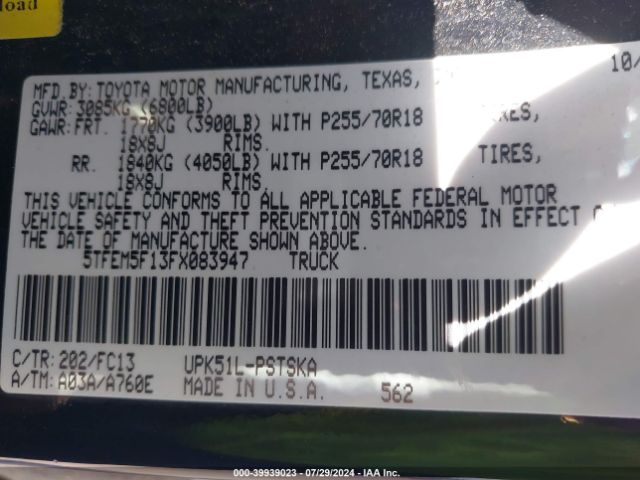 load
MFD.BY: TOYOTA MOTOR MANUFACTURING, TEXAS, 10/
GVWR: 3085KG (6800LB)
GAWR: FRT. 1770KG (3900LB) WITH P255/70R18 TIRES,
18X8J RIMS.
RR. 1840KG (4050LB) WITH P255/70R18 TIRES,
18X8J RIMS.
THIS VEHICLE CONFORMS TO ALL APPLICABLE FEDERAL MOTOR
VEHICLE SAFETY AND THEFT PREVENTION STANDARDS IN EFFECT
THE DATE OF MANUFACTURE SHOWN ABOVE.
5TFEM5F13FX083947 TRUCK
C/TR: 202/FC13 UPK51L-PSTSKA
A/TM: A03A/A760E MADE IN U.S.A. 562
000-39939023 - 07/29/2024 - IAA Inc.